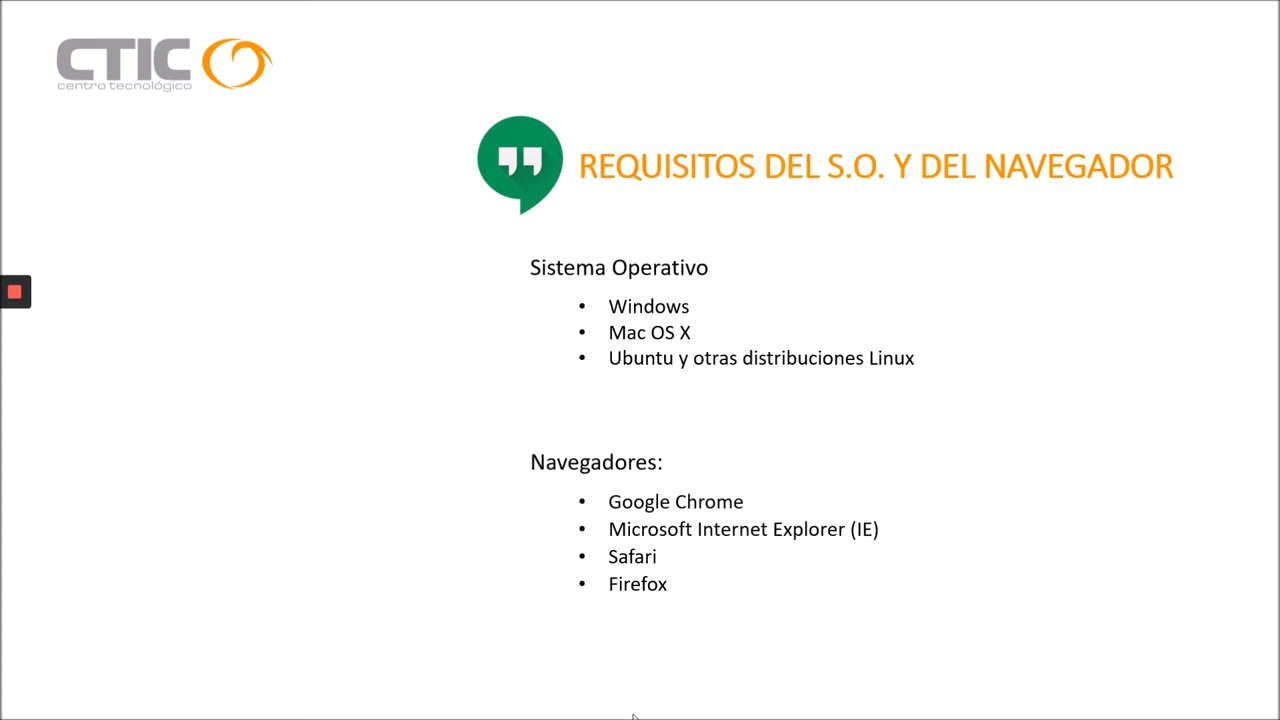 CTIC
centro tecnológico
REQUISITOS DEL S.O. Y DEL NAVEGADOR
Sistema Operativo
• Windows
• Mac OS X
• Ubuntu y otras distribuciones Linux
Navegadores:
• Google Chrome
• Microsoft Internet Explorer (IE)
• Safari
• Firefox